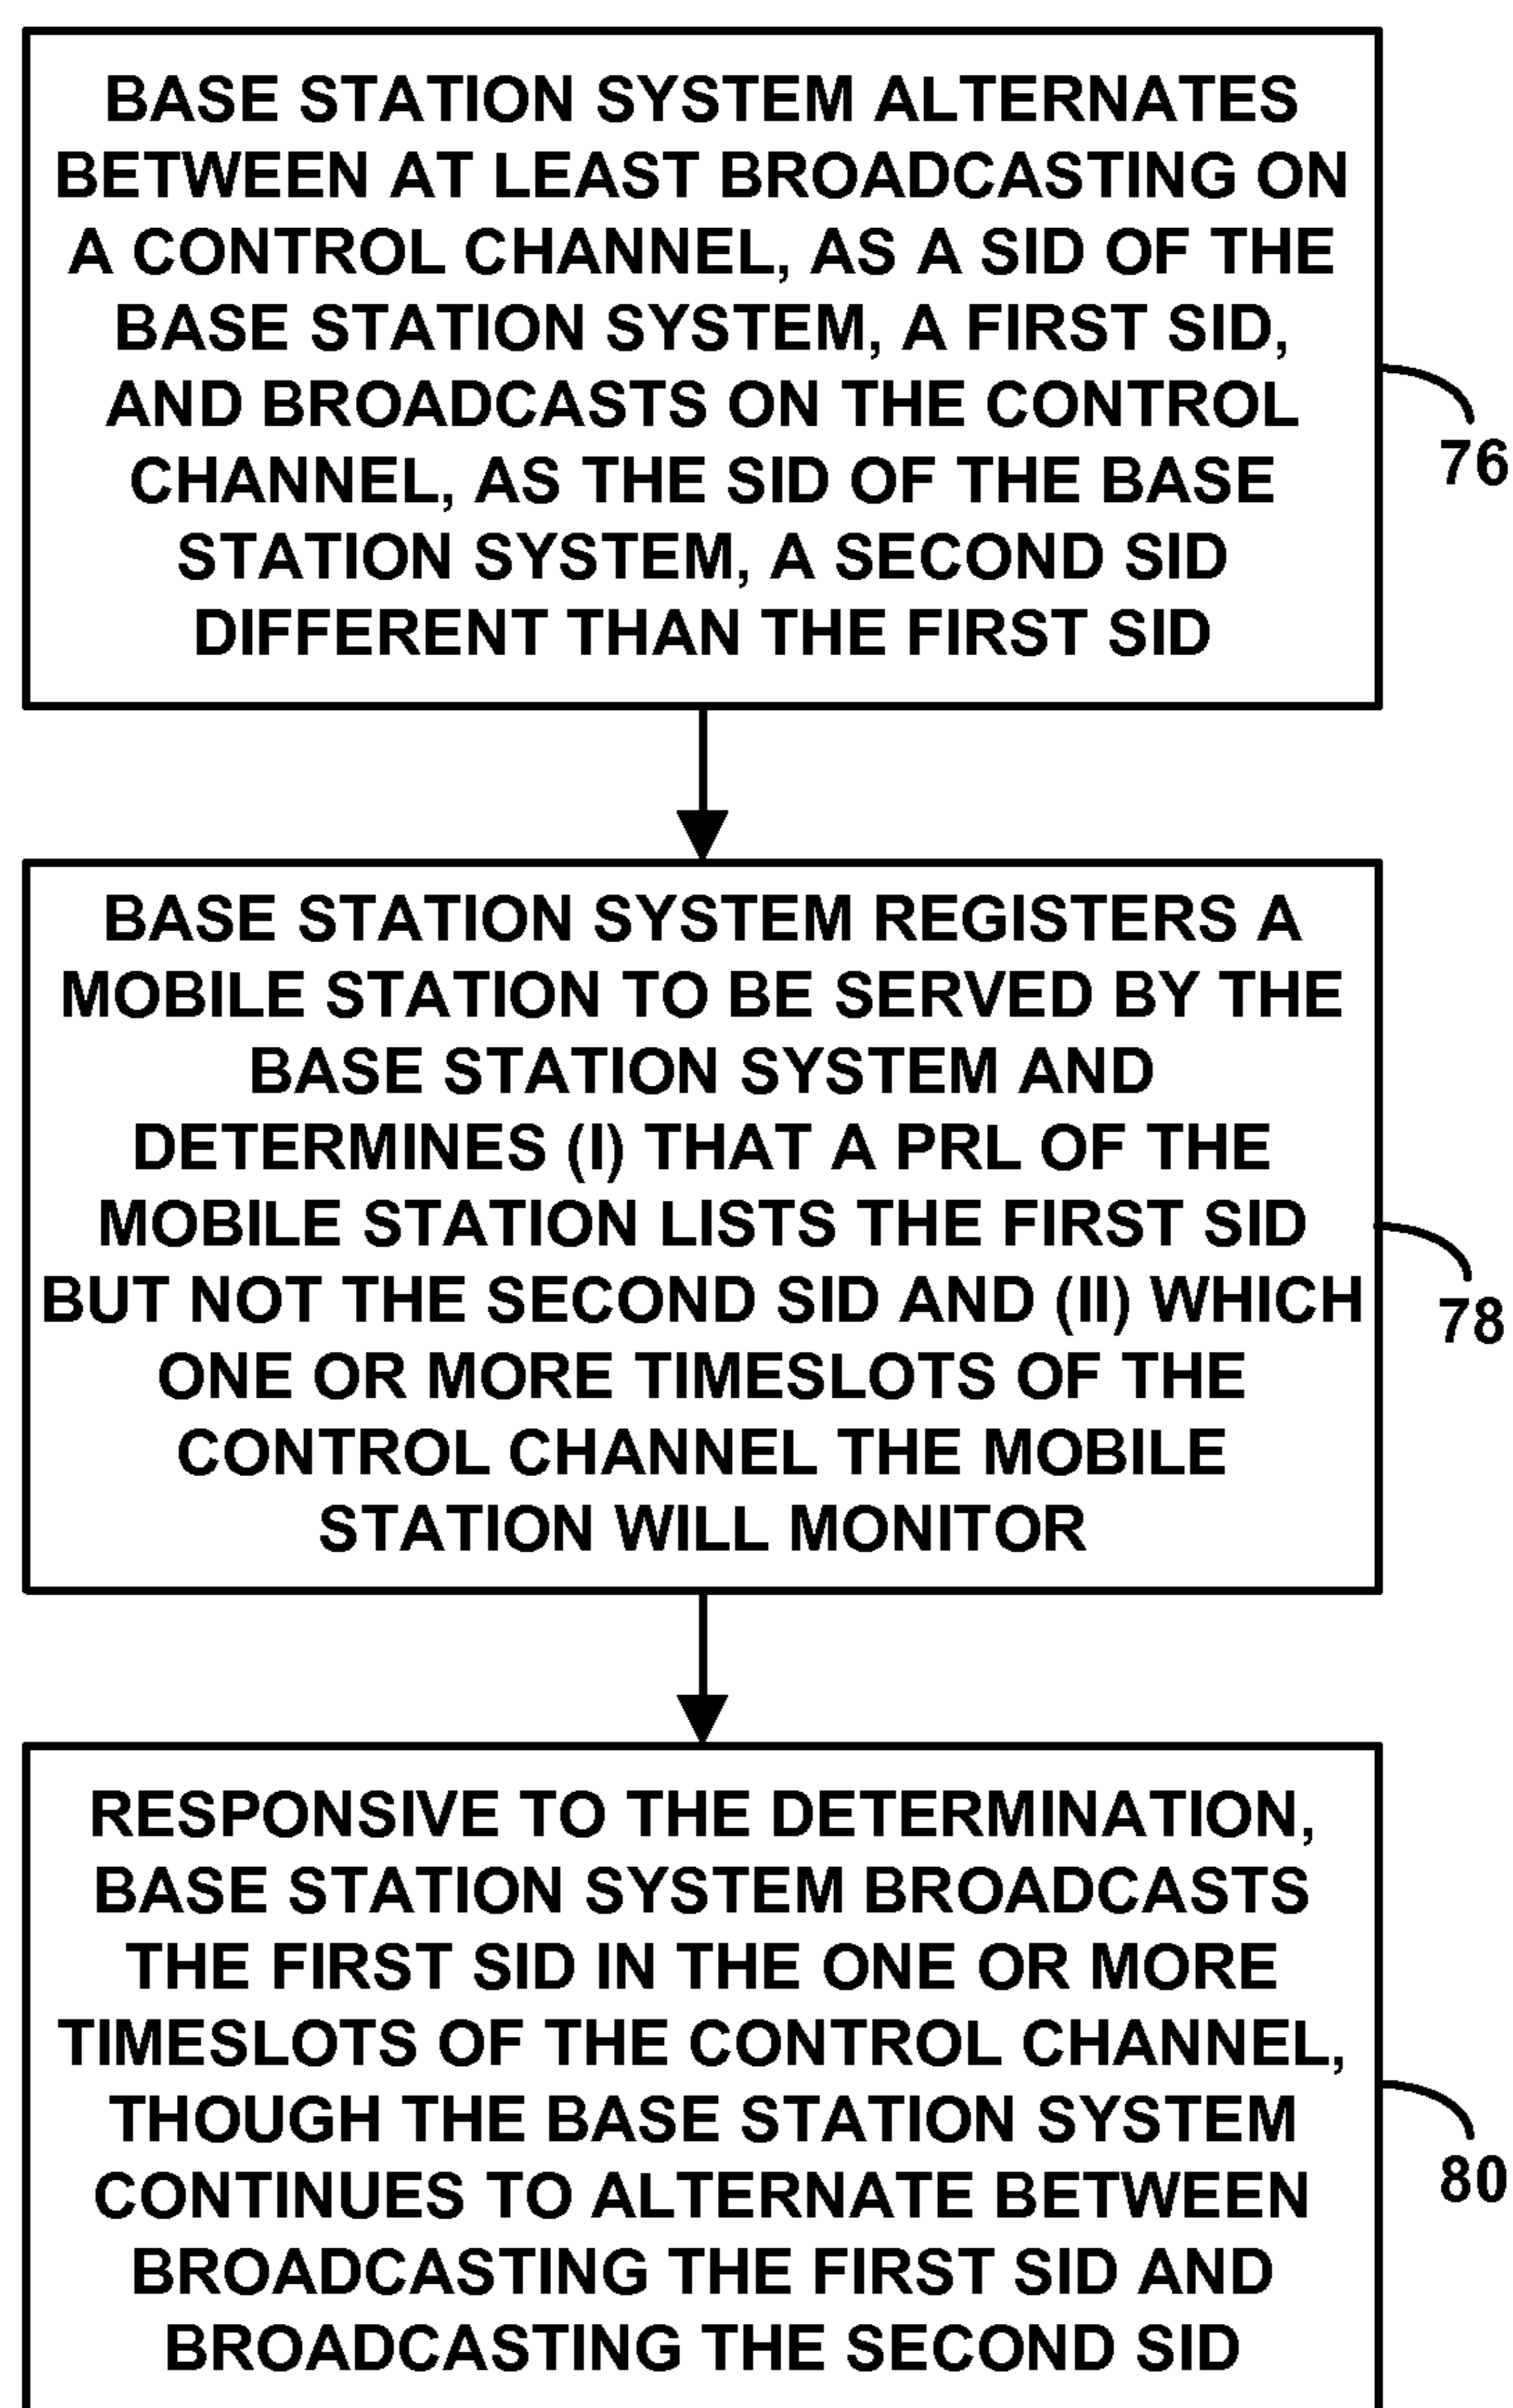 BASE STATION SYSTEM ALTERNATES
BETWEEN AT LEAST BROADCASTING ON
A CONTROL CHANNEL, AS A SID OF THE
BASE STATION SYSTEM, A FIRST SID,
AND BROADCASTS ON THE CONTROL
CHANNEL, AS THE SID OF THE BASE
STATION SYSTEM, A SECOND SID
DIFFERENT THAN THE FIRST SID
76
BASE STATION SYSTEM REGISTERS A
MOBILE STATION TO BE SERVED BY THE
BASE STATION SYSTEM AND
DETERMINES (I) THAT A PRL OF THE
MOBILE STATION LISTS THE FIRST SID
BUT NOT THE SECOND SID AND (II) WHICH
ONE OR MORE TIMESLOTS OF THE
CONTROL CHANNEL THE MOBILE
STATION WILL MONITOR
78
RESPONSIVE TO THE DETERMINATION,
BASE STATION SYSTEM BROADCASTS
THE FIRST SID IN THE ONE OR MORE
TIMESLOTS OF THE CONTROL CHANNEL,
THOUGH THE BASE STATION SYSTEM
CONTINUES TO ALTERNATE BETWEEN
BROADCASTING THE FIRST SID AND
BROADCASTING THE SECOND SID
80